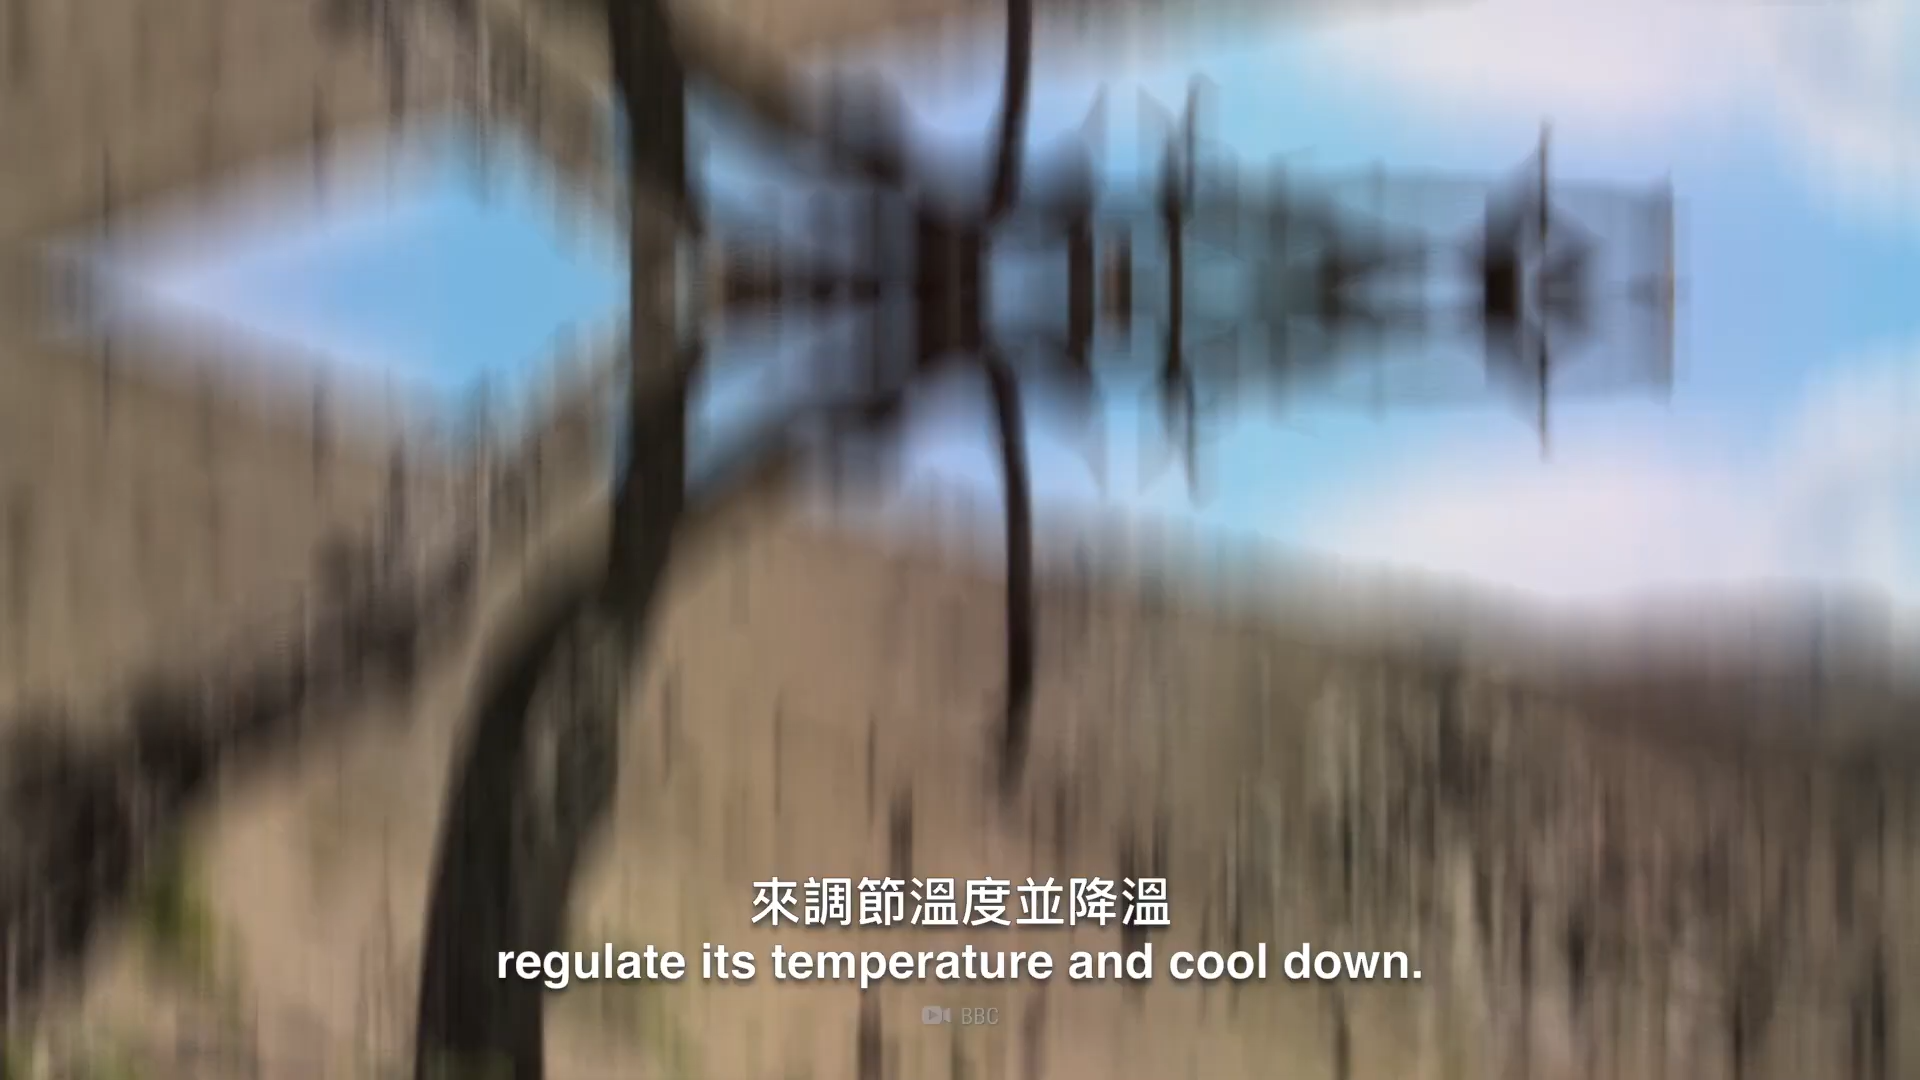 來調節溫度並降溫
regulate its temperature and cool down.
BBC